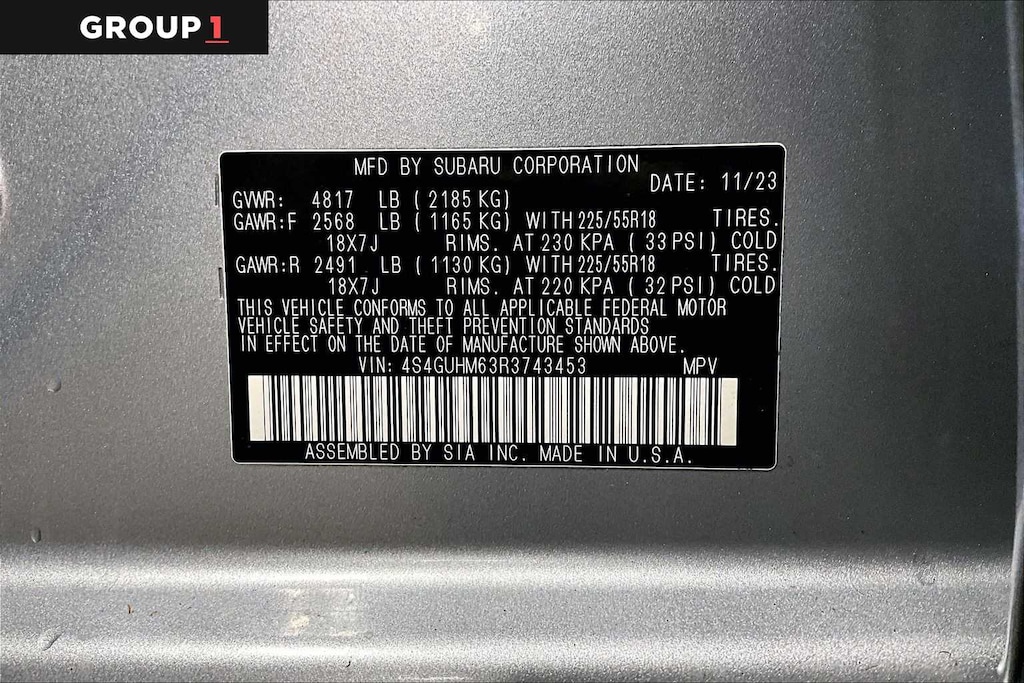 GROUP 1
MFD BY SUBARU CORPORATION
DATE: 11/23
GVWR: 4817 LB ( 2185 KG)
GAWR:F 2568 LB ( 1165 KG) WITH 225/55R18 TIRES.
18X7J RIMS. AT 230 KPA ( 33 PSI) COLD
GAWR:R 2491 LB ( 1130 KG) WITH 225/55R18 TIRES.
18X7J RIMS. AT 220 KPA ( 32 PSI) COLD
THIS VEHICLE CONFORMS TO ALL APPLICABLE FEDERAL MOTOR
VEHICLE SAFETY AND THEFT PREVENTION STANDARDS
IN EFFECT ON THE DATE OF MANUFACTURE SHOWN ABOVE.
VIN: 4S4GUHM63R3743453 MPV
ASSEMBLED BY SIA INC. MADE IN U.S.A.